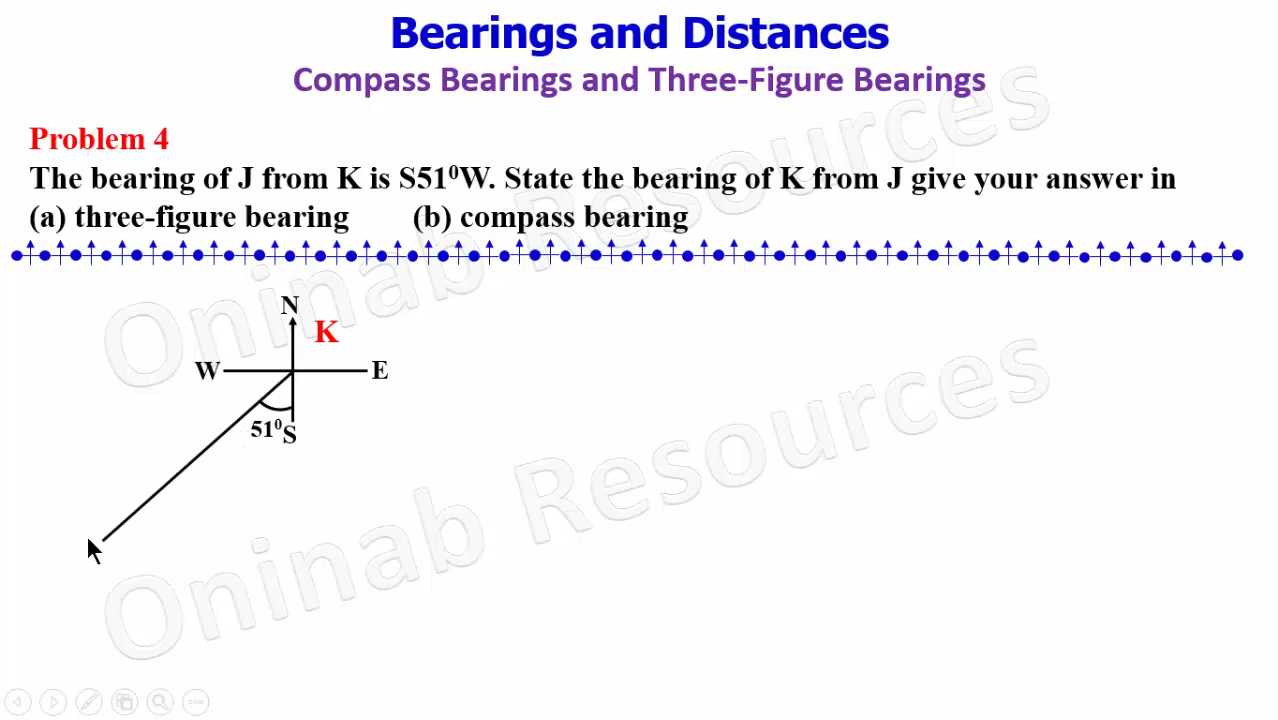 Bearings and Distances
Compass Bearings and Three-Figure Bearings
Problem 4
The bearing of J from K is S51⁰W. State the bearing of K from J give your answer in
(a) three-figure bearing (b) compass bearing
N
K
W E
51⁰ S
Oninab Resources
Oninab Resources